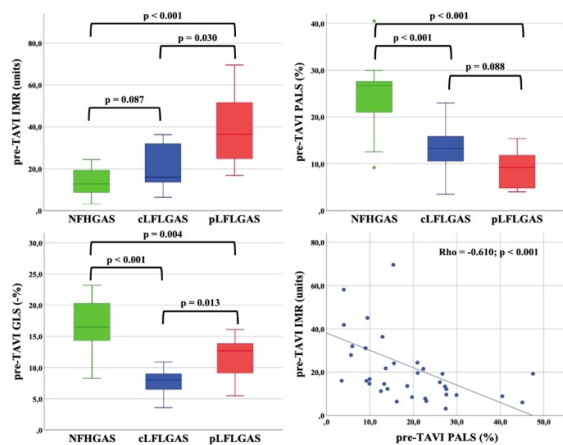 p < 0.001
p = 0.030
p = 0.087
pre-TAVI IMR (units)
80,0
60,0
40,0
20,0
,0
NFHGAS cLFLGAS pLFLGAS
p < 0.001
p < 0.001
p = 0.088
pre-TAVI PALS (%)
40,0
30,0
20,0
10,0
,0
NFHGAS cLFLGAS pLFLGAS
p = 0.004
p < 0.001
p = 0.013
pre-TAVI GLS (-%)
30,0
25,0
20,0
15,0
10,0
5,0
,0
NFHGAS cLFLGAS pLFLGAS
Rho = -0.610; p < 0.001
pre-TAVI IMR (units)
80,0
60,0
40,0
20,0
,0
,0 10,0 20,0 30,0 40,0 50,0
pre-TAVI PALS (%)